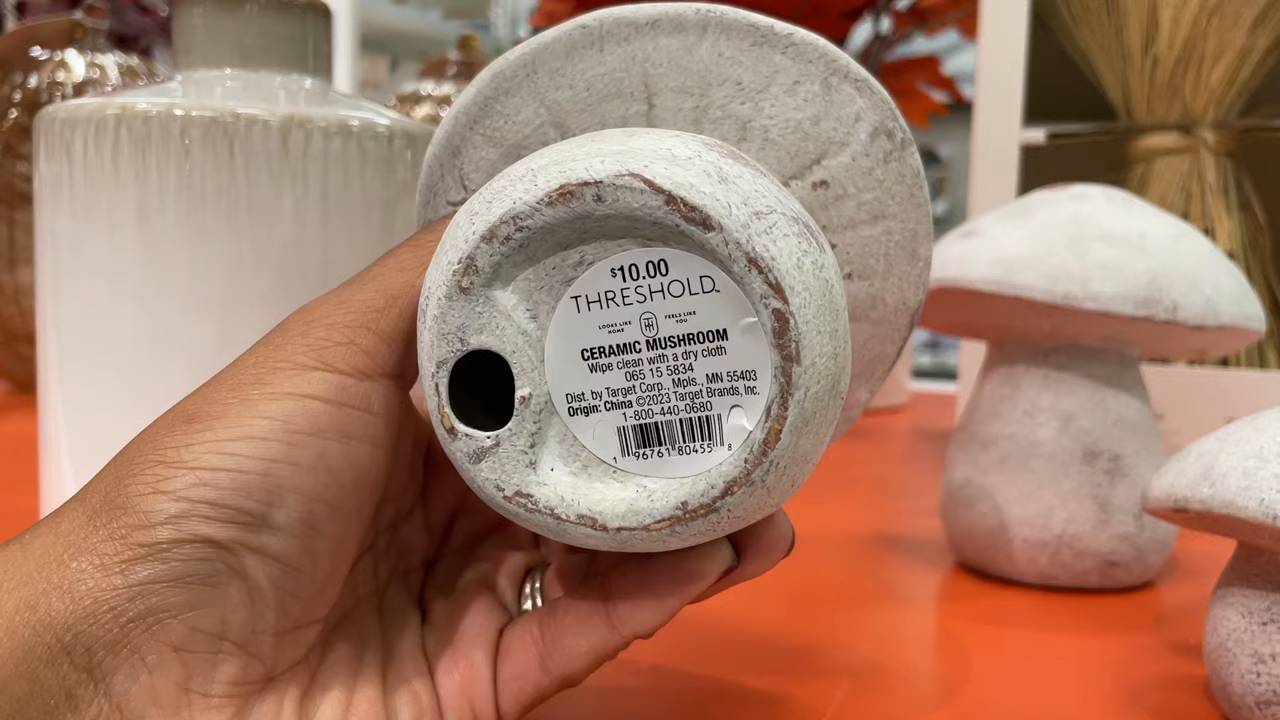 $10.00
THRESHOLD™
LOOKS LIKE HOME TH FEELS LIKE YOU
CERAMIC MUSHROOM
Wipe clean with a dry cloth
065 15 5834
Dist. by Target Corp., Mpls., MN 55403
Origin: China ©2023 Target Brands, Inc.
1-800-440-0680
1 96761 80455 8